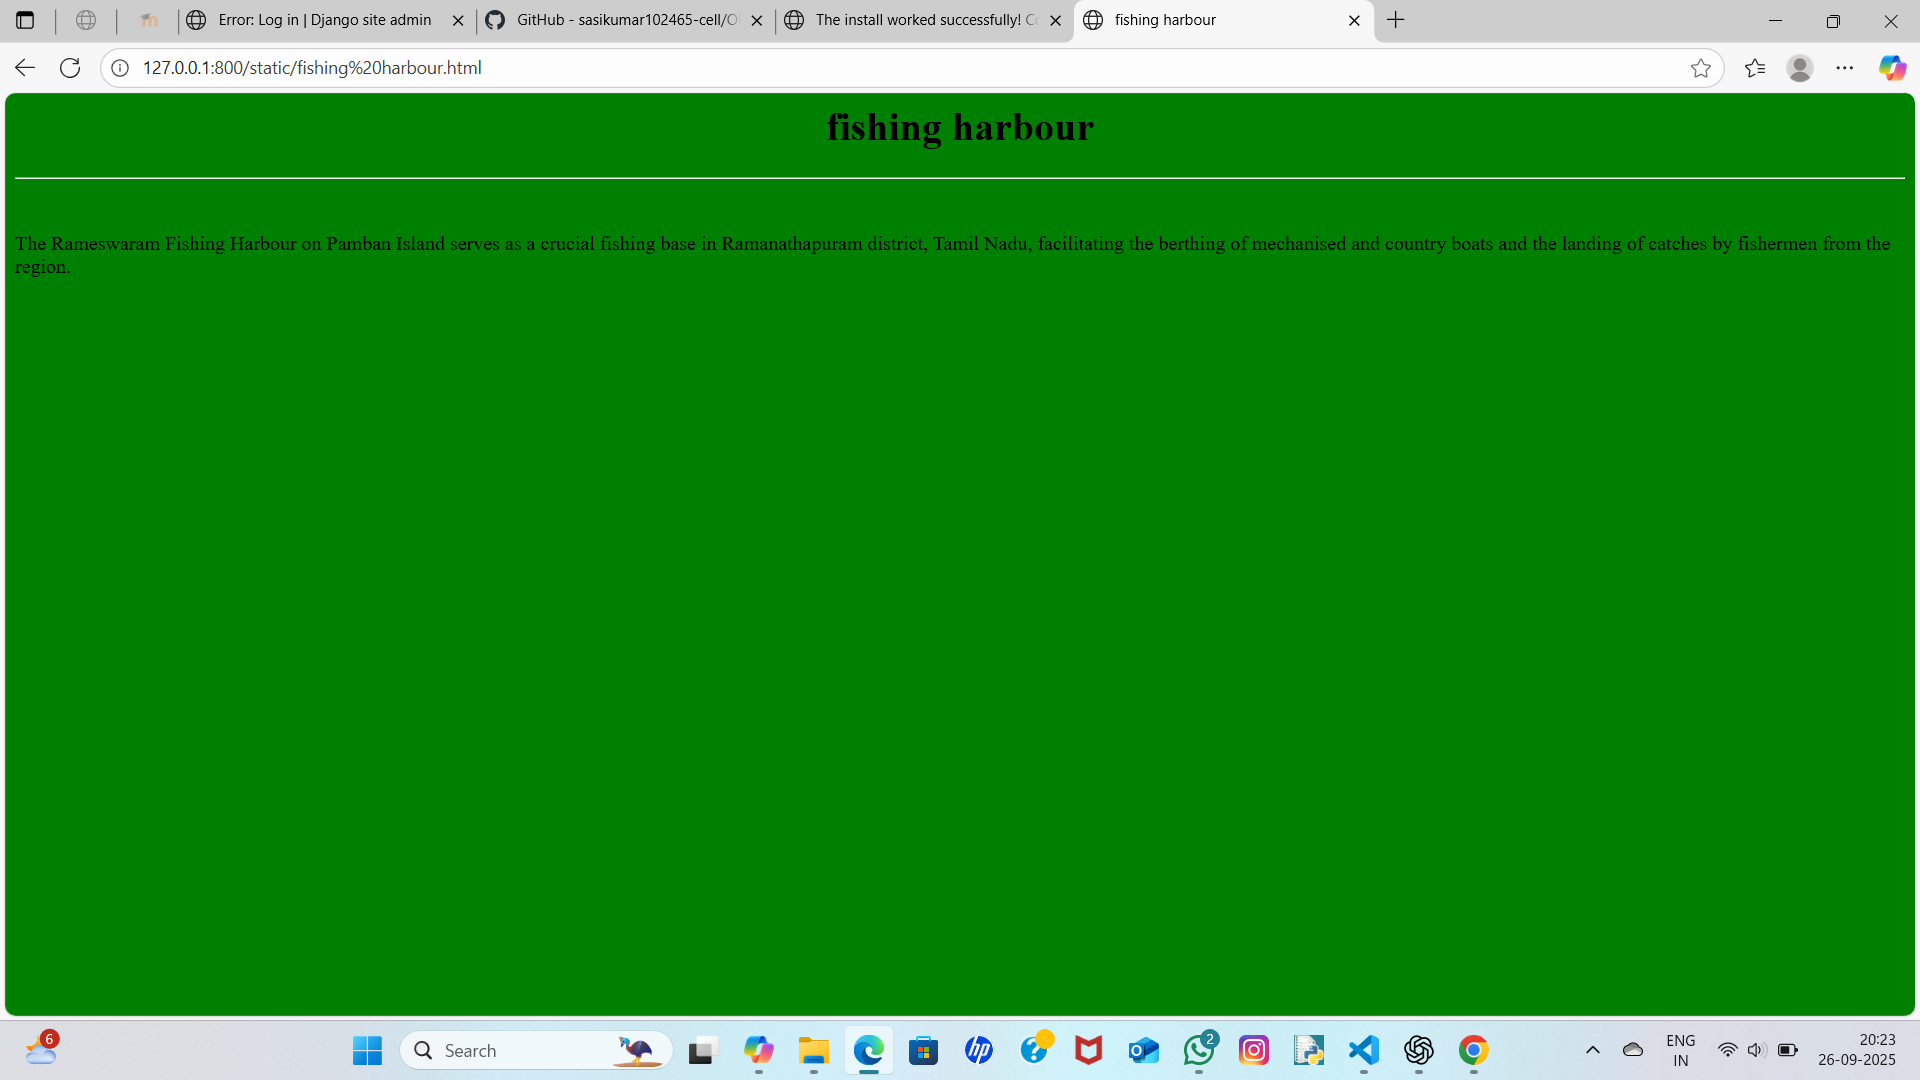 Error: Log in | Django site admin
GitHub - sasikumar102465-cell/O
The install worked successfully! Co
fishing harbour
127.0.0.1:800/static/fishing%20harbour.html
fishing harbour
The Rameswaram Fishing Harbour on Pamban Island serves as a crucial fishing base in Ramanathapuram district, Tamil Nadu, facilitating the berthing of mechanised and country boats and the landing of catches by fishermen from the
region.
6
Search
hp
2
ENG
IN
20:23
26-09-2025